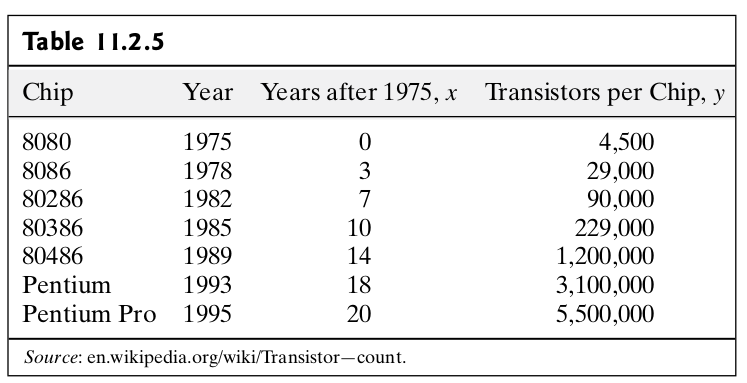 Table 11.2.5
Chip Year Years after 1975, x Transistors per Chip, y
8080 1975 0 4,500
8086 1978 3 29,000
80286 1982 7 90,000
80386 1985 10 229,000
80486 1989 14 1,200,000
Pentium 1993 18 3,100,000
Pentium Pro 1995 20 5,500,000
Source: en.wikipedia.org/wiki/Transistor—count.